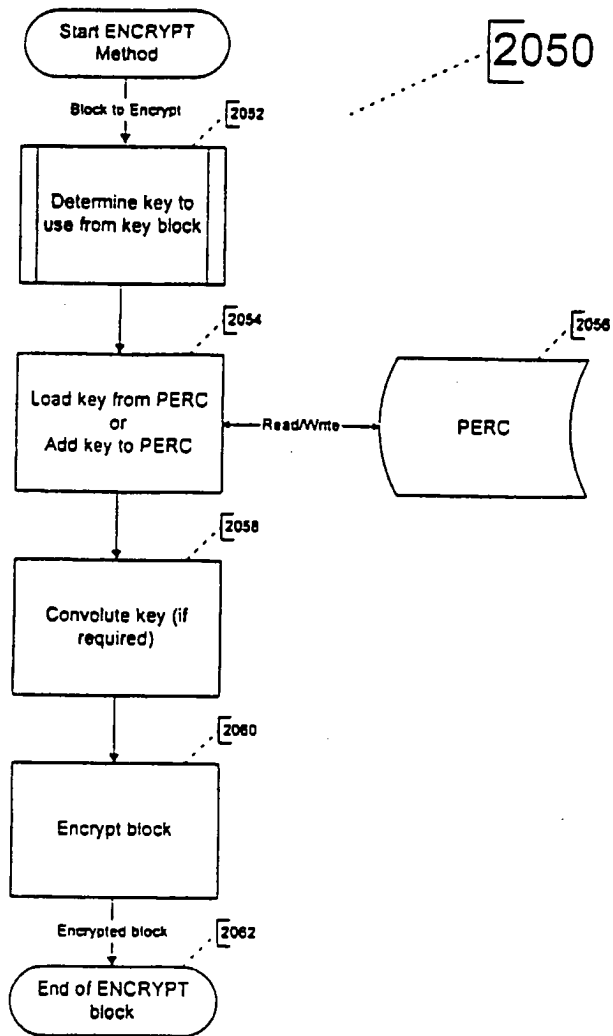 Start ENCRYPT
Method
2050
Block to Encrypt
2052
Determine key to
use from key block
2054
2056
Load key from PERC
or
Add key to PERC
Read/Write
PERC
2058
Convolute key (if
required)
2060
Encrypt block
Encrypted block
2062
End of ENCRYPT
block